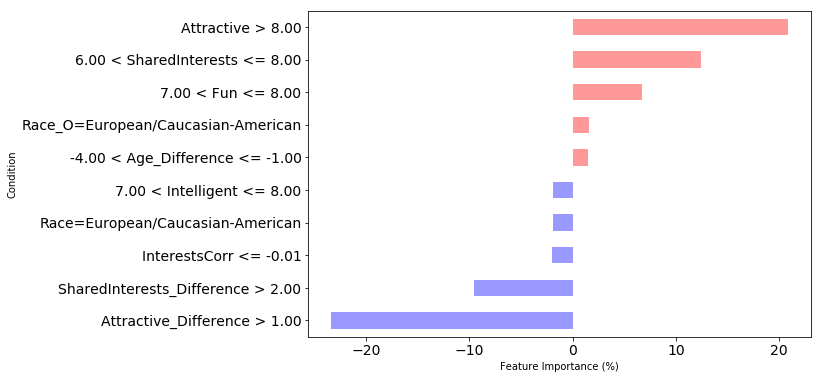 Attractive > 8.00
6.00 < SharedInterests <= 8.00
7.00 < Fun <= 8.00
Race_O=European/Caucasian-American
-4.00 < Age_Difference <= -1.00
7.00 < Intelligent <= 8.00
Race=European/Caucasian-American
InterestsCorr <= -0.01
SharedInterests_Difference > 2.00
Attractive_Difference > 1.00
Condition
−20 −10 0 10 20
Feature Importance (%)